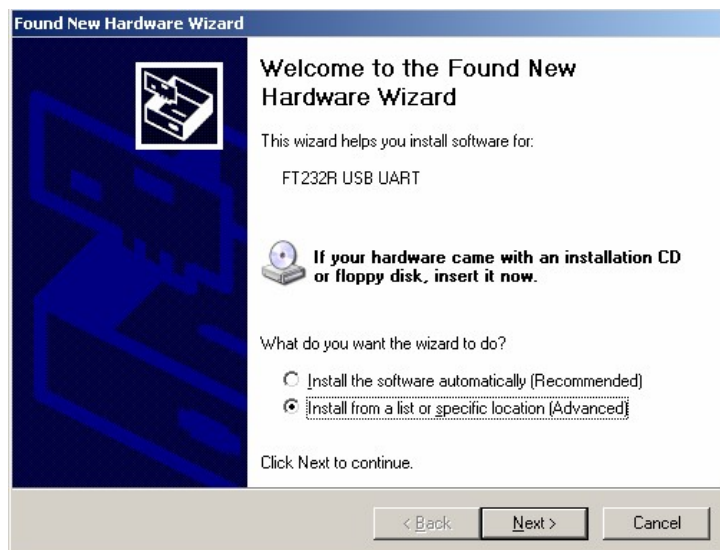 Found New Hardware Wizard
Welcome to the Found New
Hardware Wizard
This wizard helps you install software for:
FT232R USB UART
If your hardware came with an installation CD
or floppy disk, insert it now.
What do you want the wizard to do?
Install the software automatically (Recommended)
Install from a list or specific location (Advanced)
Click Next to continue.
< Back
Next >
Cancel